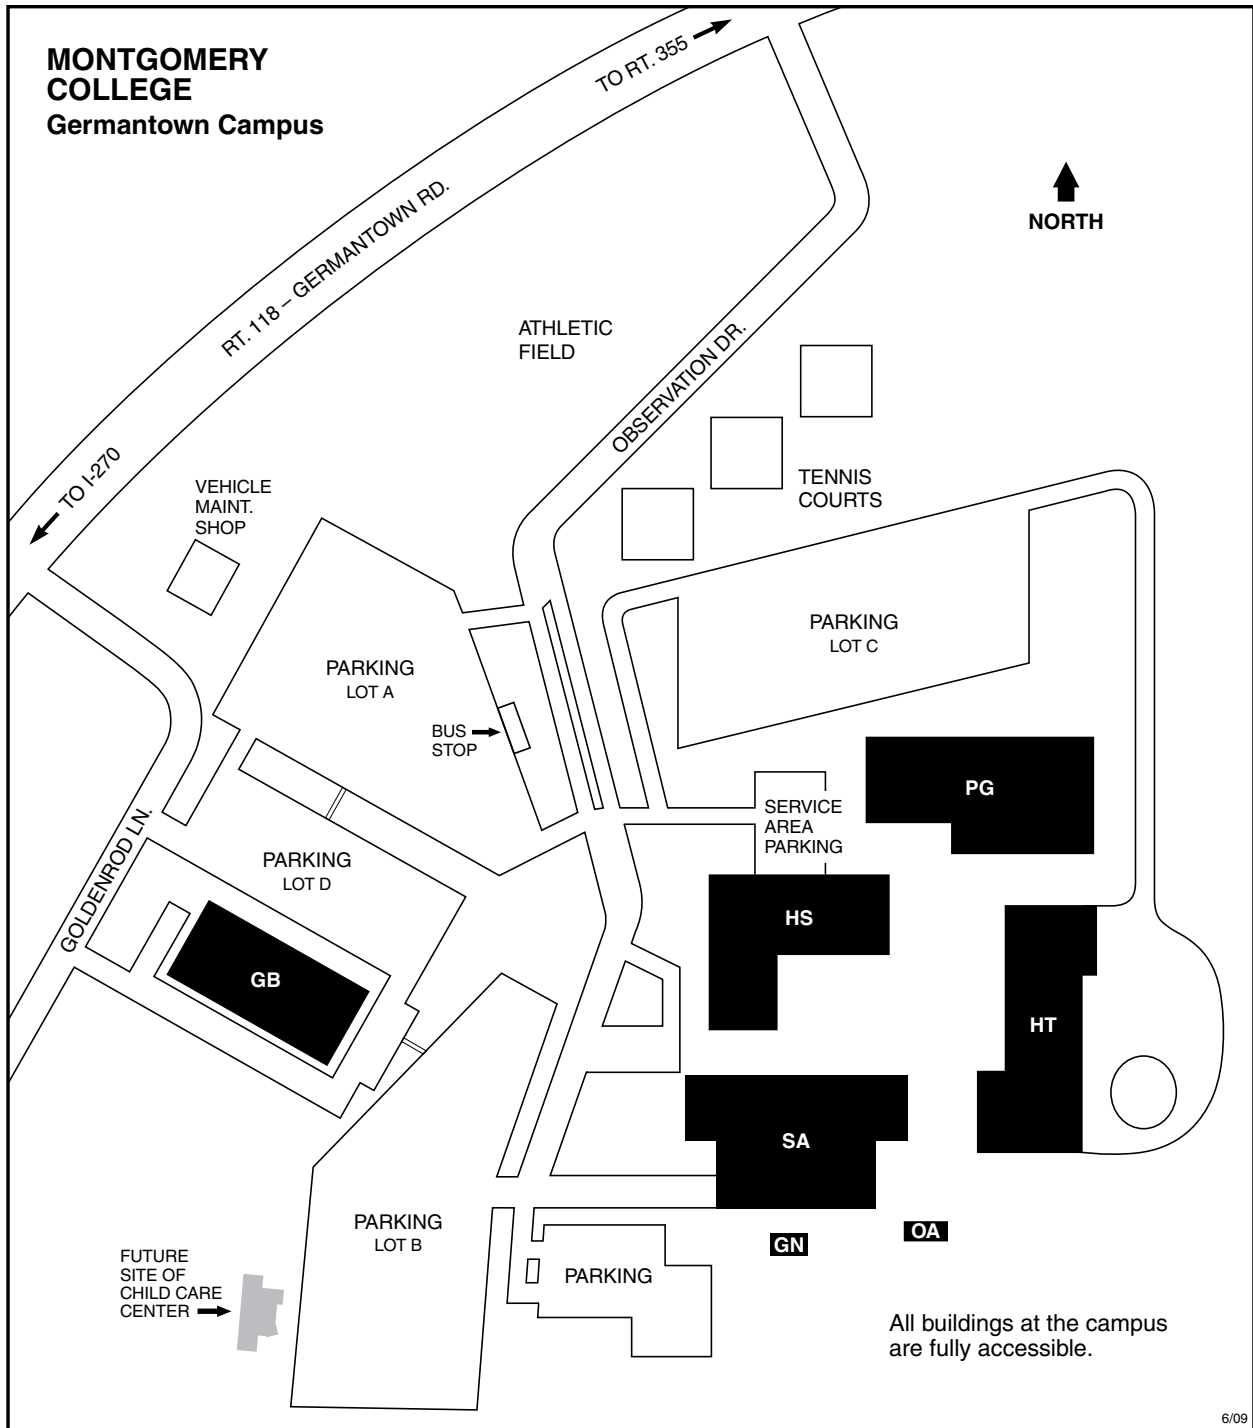 MONTGOMERY
COLLEGE
Germantown Campus
TO RT. 355
NORTH
RT. 118 – GERMANTOWN RD.
ATHLETIC
FIELD
OBSERVATION DR.
TO I-270
VEHICLE
MAINT.
SHOP
TENNIS
COURTS
PARKING
LOT C
PARKING
LOT A
BUS
STOP
PG
SERVICE
AREA
PARKING
GOLDENROD LN.
PARKING
LOT D
HS
GB
HT
SA
PARKING
LOT B
GN
OA
FUTURE
SITE OF
CHILD CARE
CENTER
PARKING
All buildings at the campus
are fully accessible.
6/09